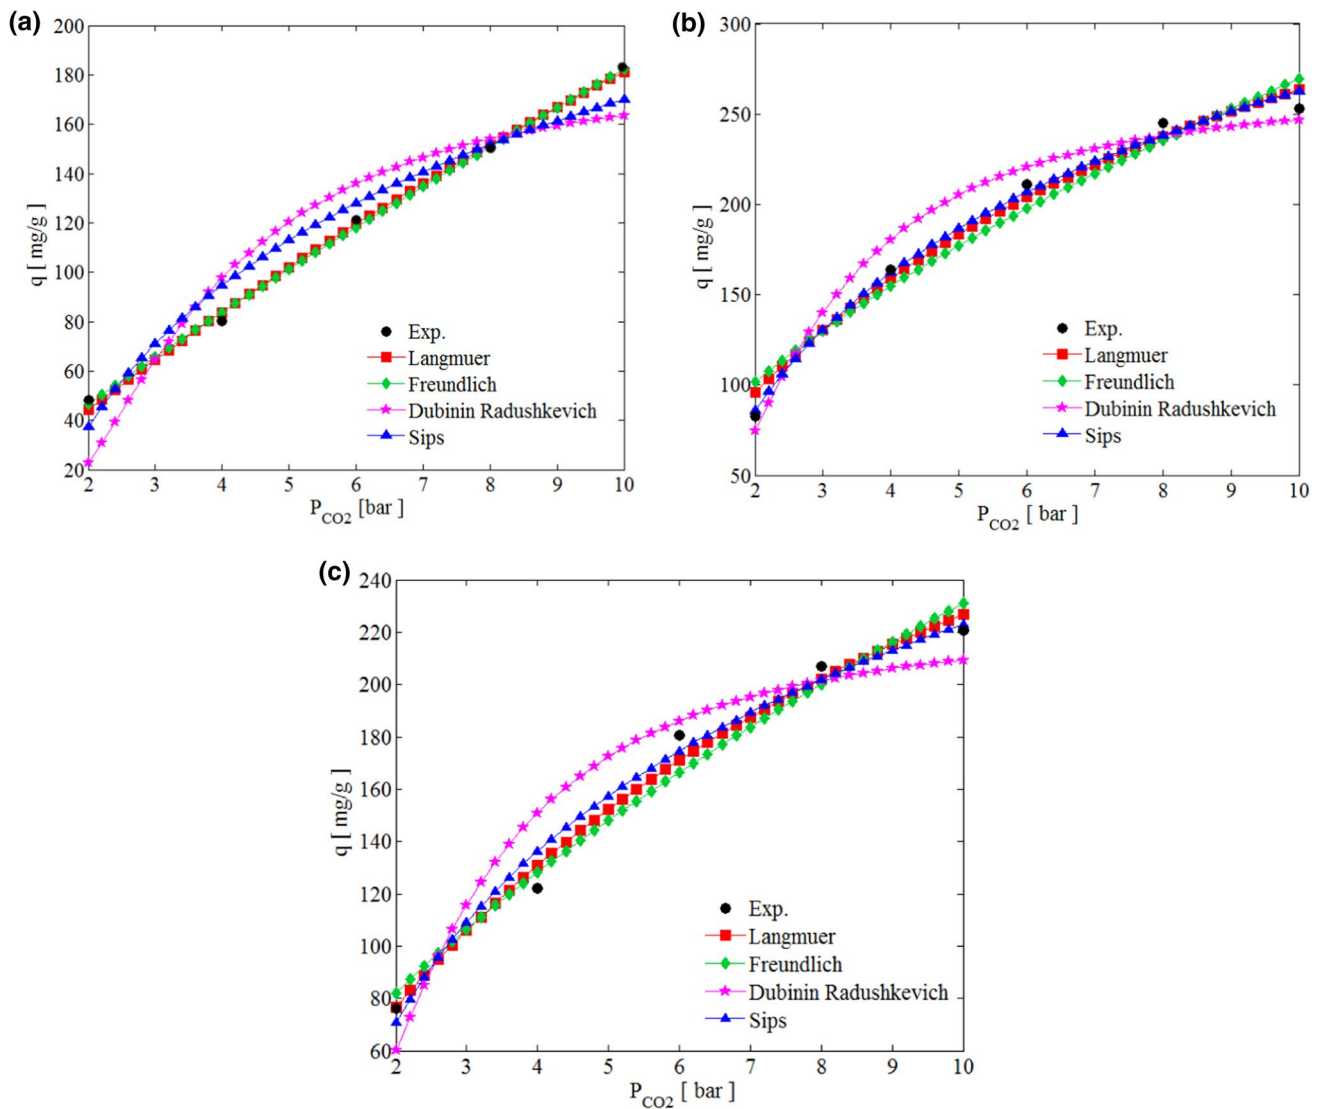 (a)
200
180
160
140
120
100
80
60
40
20
q [ mg/g ]
2 3 4 5 6 7 8 9 10
P_CO2 [bar ]
Exp.
Langmuer
Freundlich
Dubinin Radushkevich
Sips
(b)
300
250
200
150
100
50
q [ mg/g ]
2 3 4 5 6 7 8 9 10
P_CO2 [ bar ]
Exp.
Langmuer
Freundlich
Dubinin Radushkevich
Sips
(c)
240
220
200
180
160
140
120
100
80
60
q [ mg/g ]
2 3 4 5 6 7 8 9 10
P_CO2 [ bar ]
Exp.
Langmuer
Freundlich
Dubinin Radushkevich
Sips